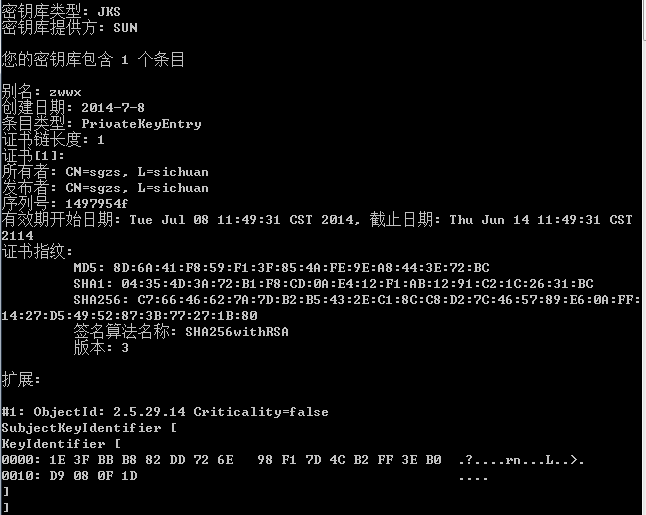 密钥库类型: JKS
密钥库提供方: SUN
您的密钥库包含 1 个条目
别名: zwwx
创建日期: 2014-7-8
条目类型: PrivateKeyEntry
证书链长度: 1
证书[1]:
所有者: CN=sgzs, L=sichuan
发布者: CN=sgzs, L=sichuan
序列号: 1497954f
有效期开始日期: Tue Jul 08 11:49:31 CST 2014, 截止日期: Thu Jun 14 11:49:31 CST
2114
证书指纹:
MD5: 8D:6A:41:F8:59:F1:3F:85:4A:FE:9E:A8:44:3E:72:BC
SHA1: 04:35:4D:3A:72:B1:F8:CD:0A:E4:12:F1:AB:12:91:C2:1C:26:31:BC
SHA256: C7:66:46:62:7A:7D:B2:B5:43:2E:C1:8C:C8:D2:7C:46:57:89:E6:0A:FF:
14:27:D5:49:52:87:3B:77:27:1B:80
签名算法名称: SHA256withRSA
版本: 3
扩展:
#1: ObjectId: 2.5.29.14 Criticality=false
SubjectKeyIdentifier [
KeyIdentifier [
0000: 1E 3F BB B8 82 DD 72 6E   98 F1 7D 4C B2 FF 3E B0  .?....rn...L..>.
0010: D9 08 0F 1D                                        ....
]
]